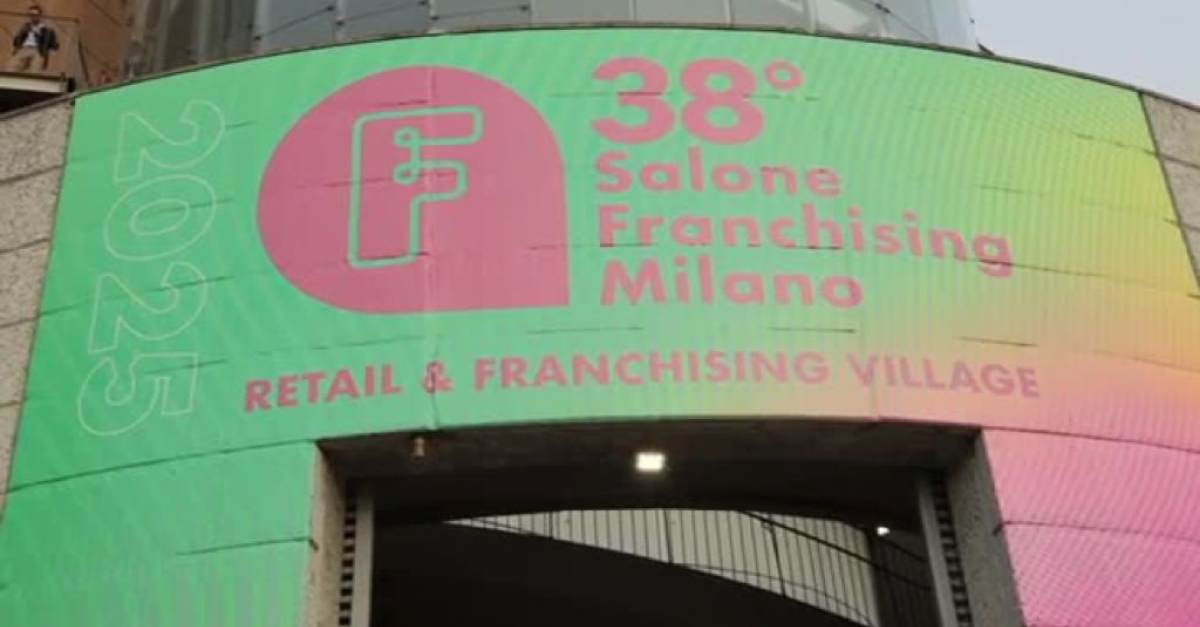 2025
F
38°
Salone
Franchising
Milano
RETAIL & FRANCHISING VILLAGE